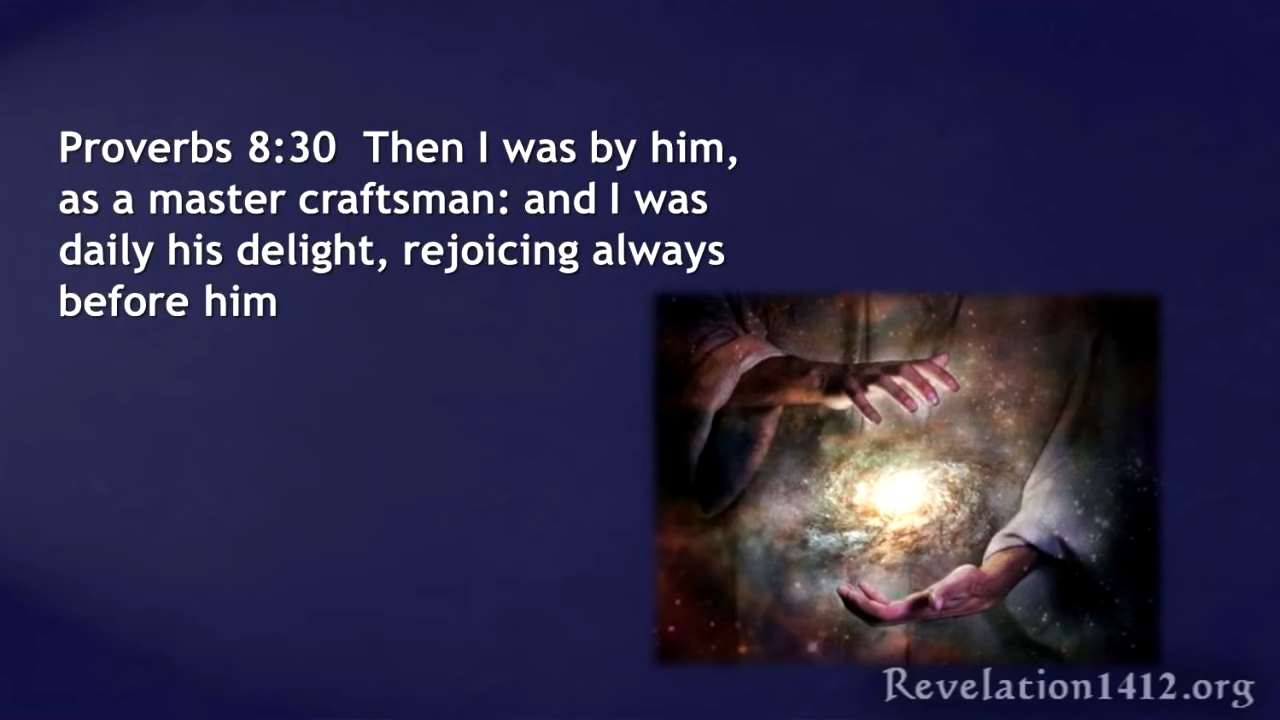 Proverbs 8:30  Then I was by him,
as a master craftsman: and I was
daily his delight, rejoicing always
before him
Revelation1412.org